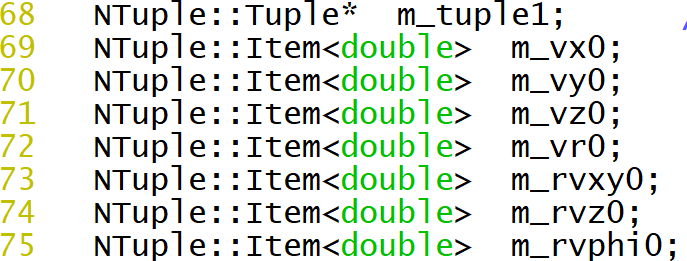 68 NTuple::Tuple* m_tuple1;
69 NTuple::Item<double> m_vx0;
70 NTuple::Item<double> m_vy0;
71 NTuple::Item<double> m_vz0;
72 NTuple::Item<double> m_vr0;
73 NTuple::Item<double> m_rvxy0;
74 NTuple::Item<double> m_rvz0;
75 NTuple::Item<double> m_rvphi0;